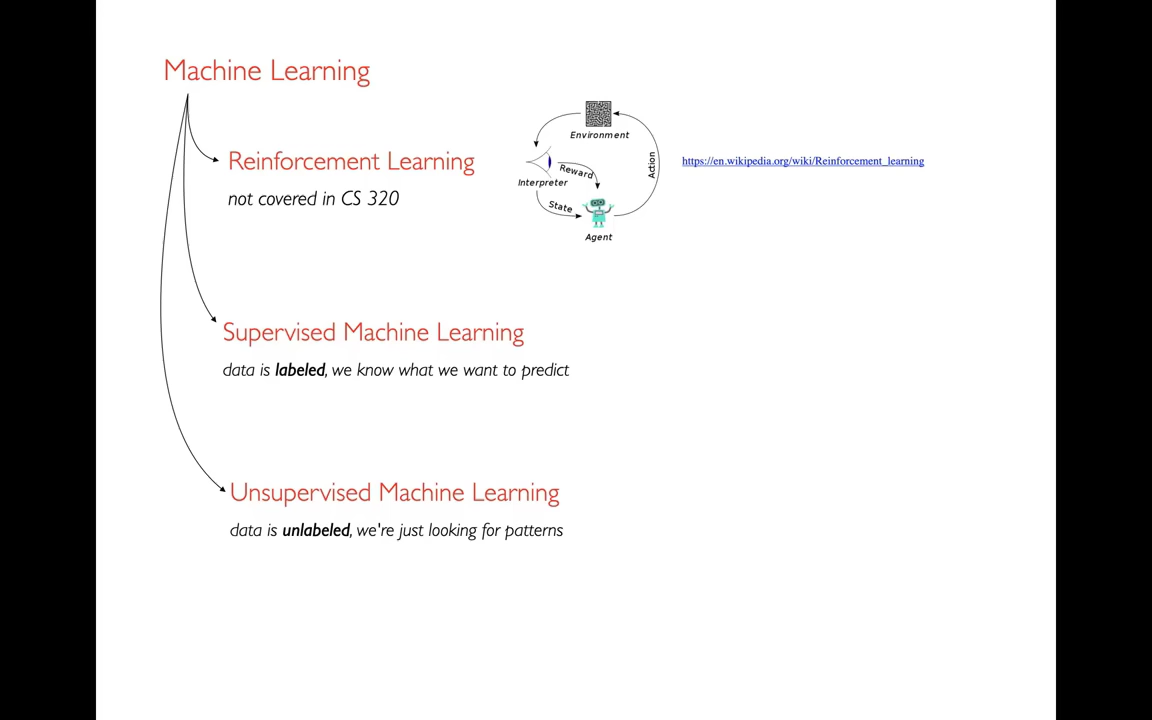 Machine Learning
Reinforcement Learning
not covered in CS 320
Environment
Reward
Interpreter
State
Action
Agent
https://en.wikipedia.org/wiki/Reinforcement_learning
Supervised Machine Learning
data is labeled, we know what we want to predict
Unsupervised Machine Learning
data is unlabeled, we're just looking for patterns